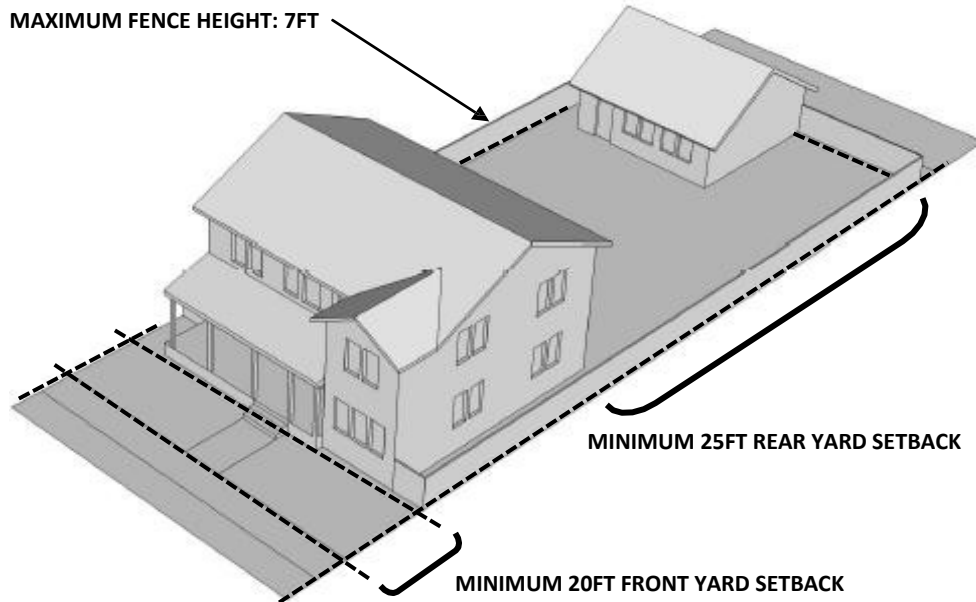 MAXIMUM FENCE HEIGHT: 7FT
MINIMUM 25FT REAR YARD SETBACK
MINIMUM 20FT FRONT YARD SETBACK